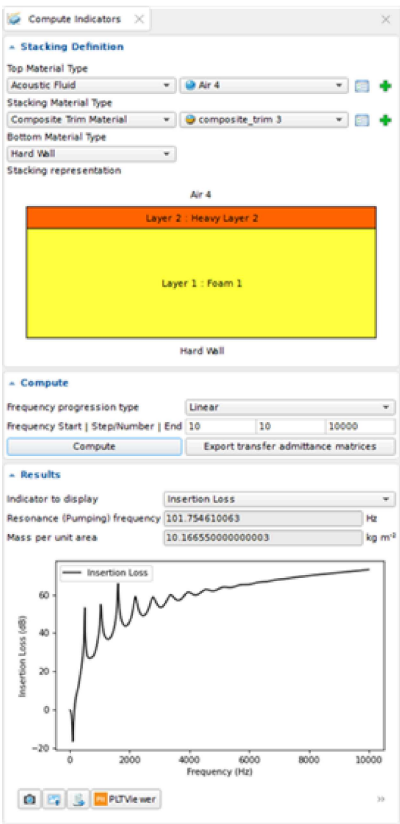 Compute Indicators
Stacking Definition
Top Material Type
Acoustic Fluid Air 4
Stacking Material Type
Composite Trim Material composite_trim 3
Bottom Material Type
Hard Wall
Stacking representation
Air 4
Layer 2 : Heavy Layer 2
Layer 1 : Foam 1
Hard Wall
Compute
Frequency progression type Linear
Frequency Start | Step/Number | End 10 10 10000
Compute Export transfer admittance matrices
Results
Indicator to display Insertion Loss
Resonance (Pumping) frequency 101.754610063 Hz
Mass per unit area 10.166550000000003 kg m⁻²
Insertion Loss
60
40
20
0
−20
Insertion Loss (dB)
0 2000 4000 6000 8000 10000
Frequency (Hz)
PLTViewer